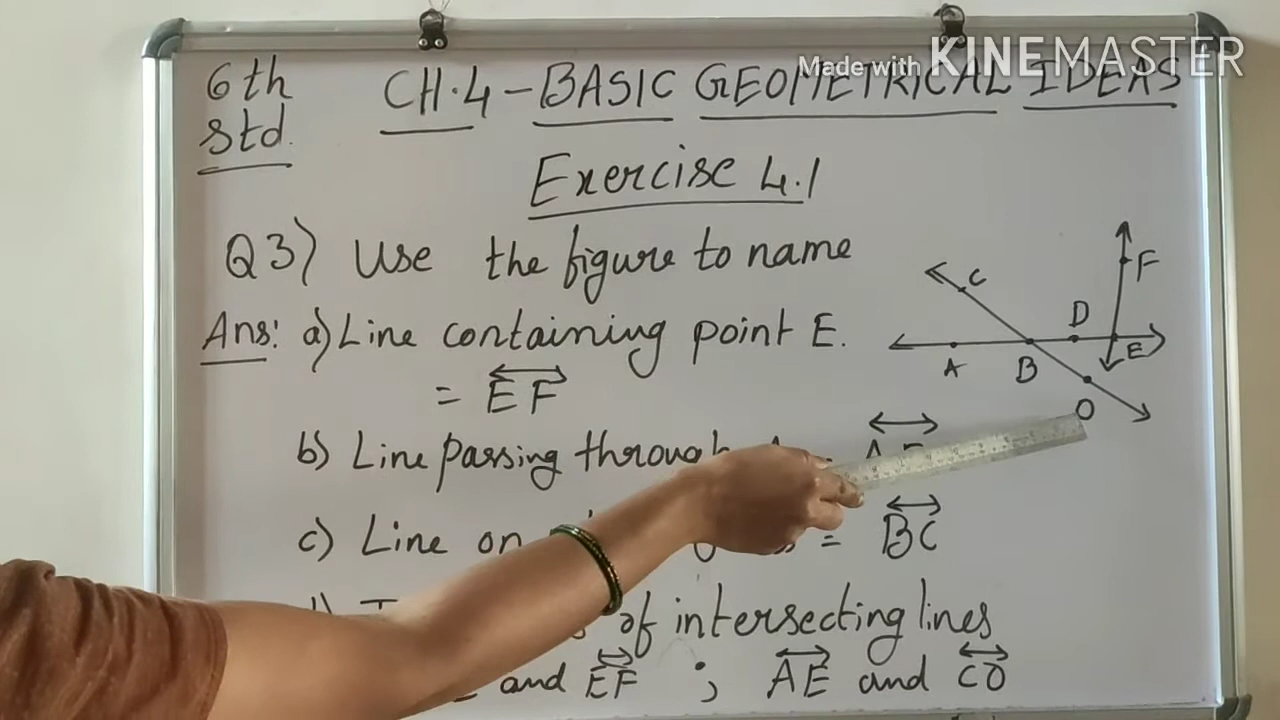 Made with KINEMASTER
6th CH.4 - BASIC GEOMETRICAL IDEAS
Std.
Exercise 4.1
Q3) Use the figure to name
Ans: a) Line containing point E.
= EF
b) Line passing through =
c) Line on = BC
of intersecting lines
and EF ; AE and CO
C
F
D
A
B
E
O